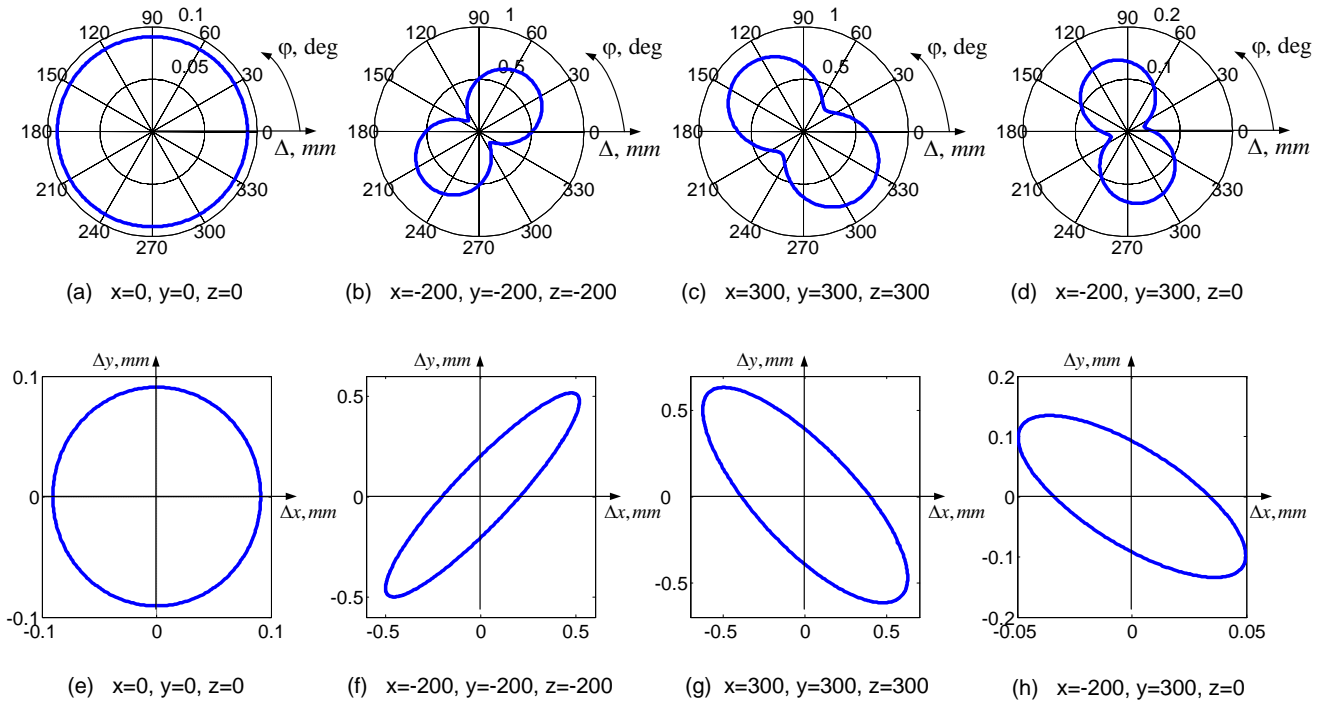 90 0.1
120 60
150 30
0.05
180 0
210 330
240 300
270
φ, deg
Δ, mm
(a) x=0, y=0, z=0
90 1
120 60
150 30
0.5
180 0
210 330
240 300
270
φ, deg
Δ, mm
(b) x=-200, y=-200, z=-200
90 1
120 60
150 30
0.5
180 0
210 330
240 300
270
φ, deg
Δ, mm
(c) x=300, y=300, z=300
90 0.2
120 60
150 30
0.1
180 0
210 330
240 300
270
φ, deg
Δ, mm
(d) x=-200, y=300, z=0
Δy, mm
0.1
0
-0.1
-0.1 0 0.1
Δx, mm
(e) x=0, y=0, z=0
Δy, mm
0.5
0
-0.5
-0.5 0 0.5
Δx, mm
(f) x=-200, y=-200, z=-200
Δy, mm
0.5
0
-0.5
-0.5 0 0.5
Δx, mm
(g) x=300, y=300, z=300
Δy, mm
0.2
0.1
0
-0.1
-0.2
-0.05 0 0.05
Δx, mm
(h) x=-200, y=300, z=0